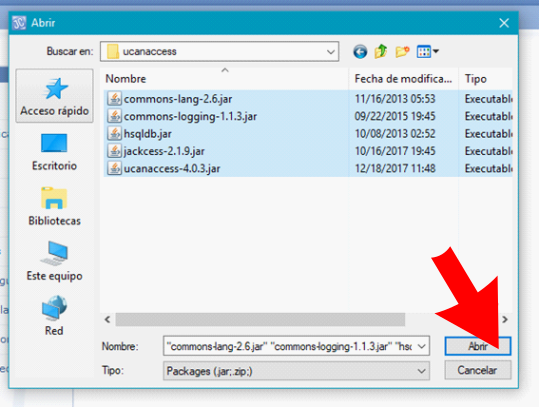 Abrir
Buscar en: ucanaccess
Nombre Fecha de modifica... Tipo
commons-lang-2.6.jar 11/16/2013 05:53 Executabl
commons-logging-1.1.3.jar 09/22/2015 19:45 Executabl
hsqldb.jar 10/08/2013 02:52 Executabl
jackcess-2.1.9.jar 10/16/2017 19:45 Executabl
ucanaccess-4.0.3.jar 12/18/2017 11:48 Executabl
Acceso rápido
Escritorio
Bibliotecas
Este equipo
Red
Nombre: "commons-lang-2.6.jar" "commons-logging-1.1.3.jar" "hsc Abrir
Tipo: Packages (.jar;.zip;) Cancelar